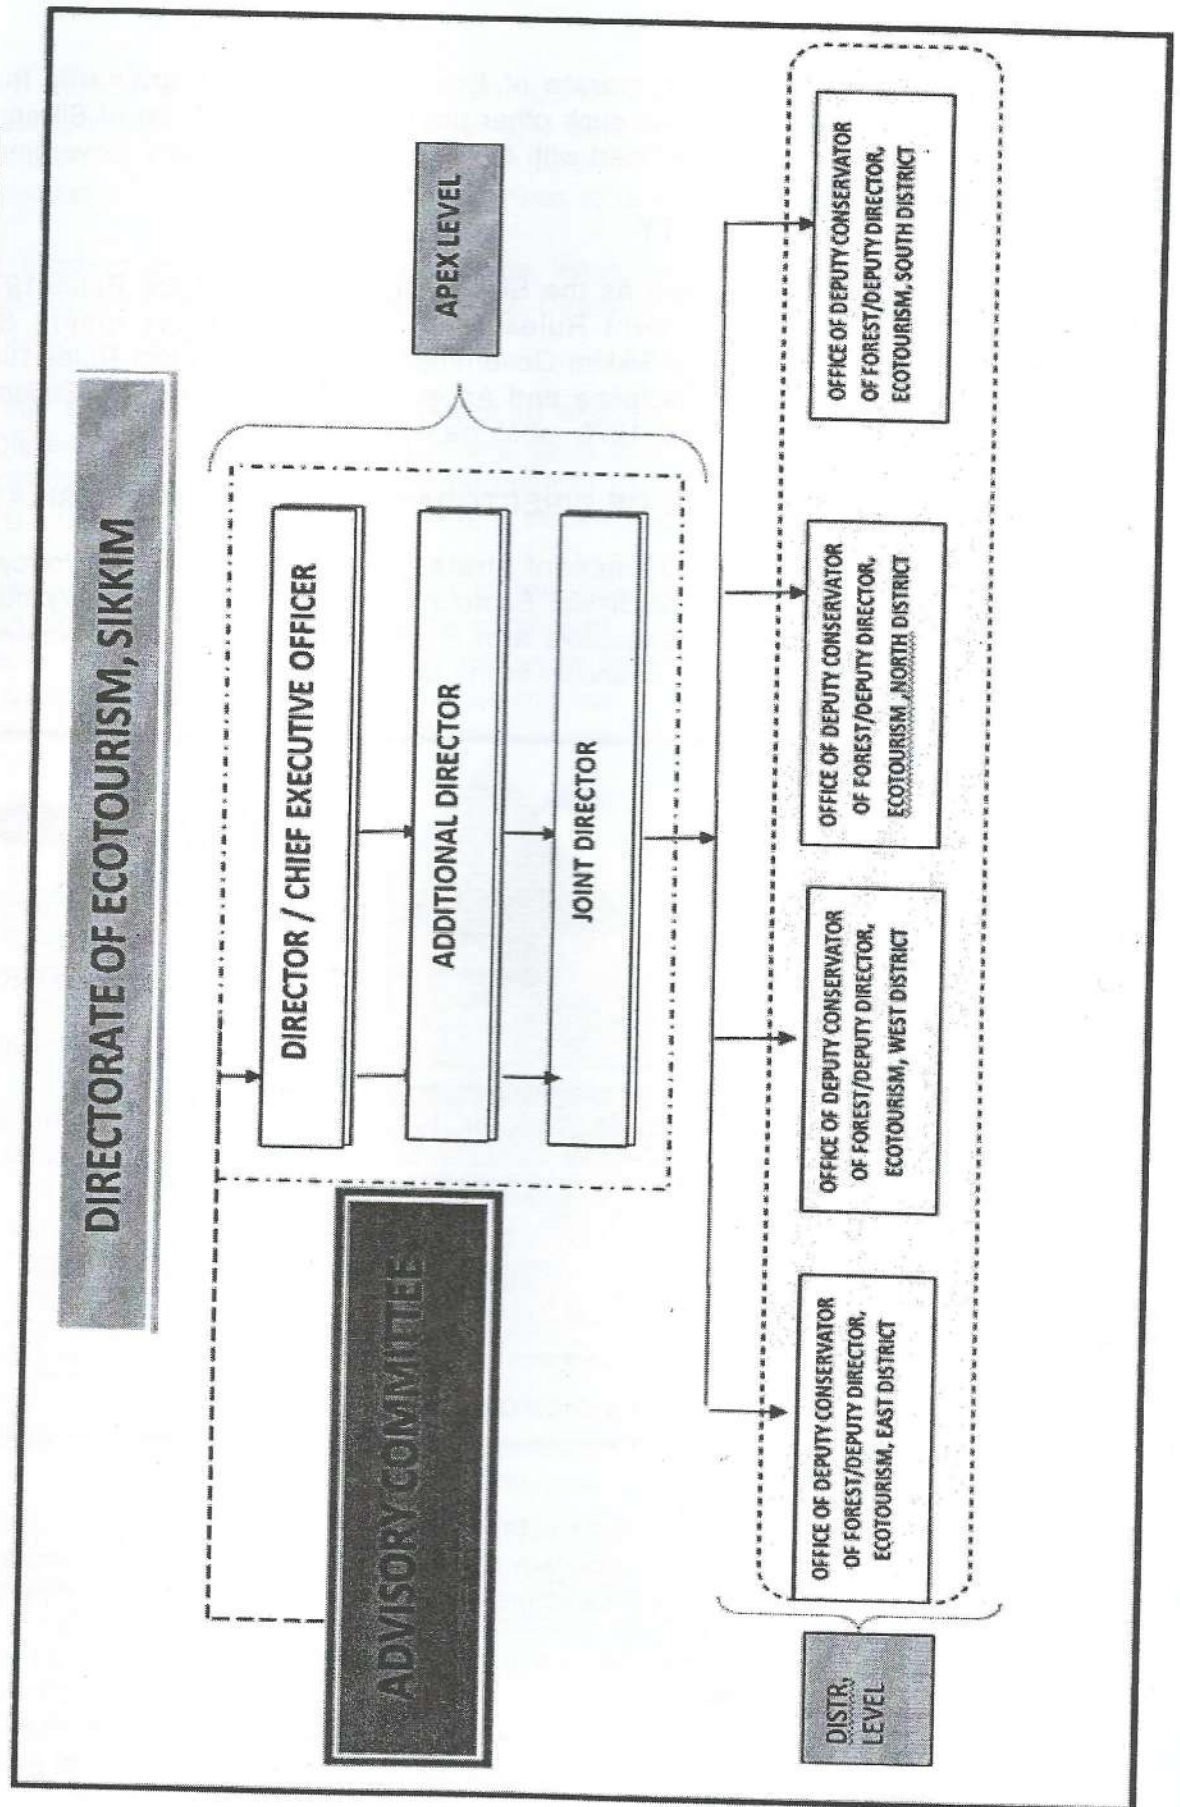 DIRECTORATE OF ECOTOURISM, SIKKIM
APEX LEVEL
DIRECTOR / CHIEF EXECUTIVE OFFICER
ADDITIONAL DIRECTOR
JOINT DIRECTOR
ADVISORY COMMITTEE
DISTR.
LEVEL
OFFICE OF DEPUTY CONSERVATOR
OF FOREST/DEPUTY DIRECTOR,
ECOTOURISM, EAST DISTRICT
OFFICE OF DEPUTY CONSERVATOR
OF FOREST/DEPUTY DIRECTOR,
ECOTOURISM, WEST DISTRICT
OFFICE OF DEPUTY CONSERVATOR
OF FOREST/DEPUTY DIRECTOR,
ECOTOURISM ,NORTH DISTRICT
OFFICE OF DEPUTY CONSERVATOR
OF FOREST/DEPUTY DIRECTOR,
ECOTOURISM, SOUTH DISTRICT